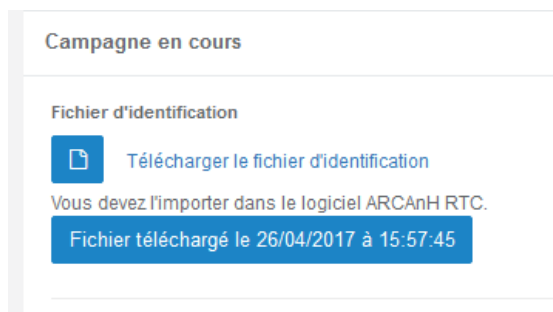 Campagne en cours
Fichier d'identification
Télécharger le fichier d'identification
Vous devez l'importer dans le logiciel ARCAnH RTC.
Fichier téléchargé le 26/04/2017 à 15:57:45